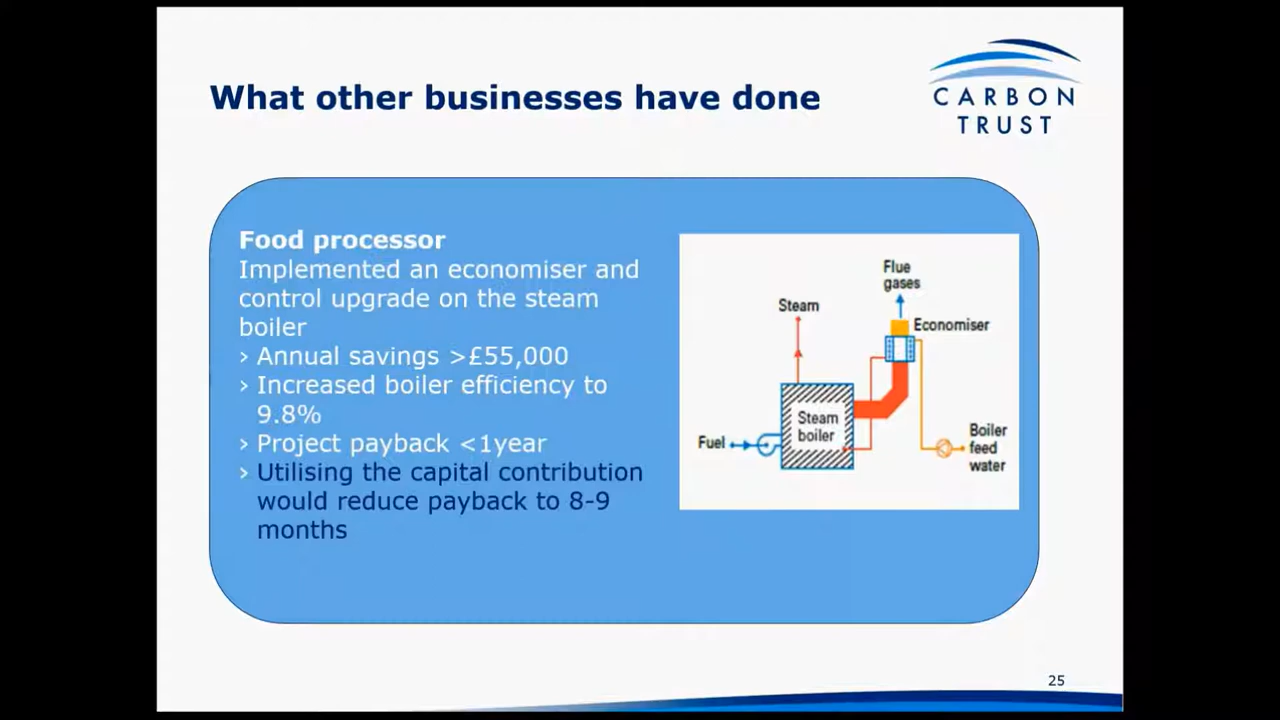 What other businesses have done
CARBON
TRUST
Food processor
Implemented an economiser and
control upgrade on the steam
boiler
› Annual savings >£55,000
› Increased boiler efficiency to
9.8%
› Project payback <1year
› Utilising the capital contribution
would reduce payback to 8-9
months
Flue
gases
Steam
Economiser
Steam
boiler
Fuel
Boiler
feed
water
25